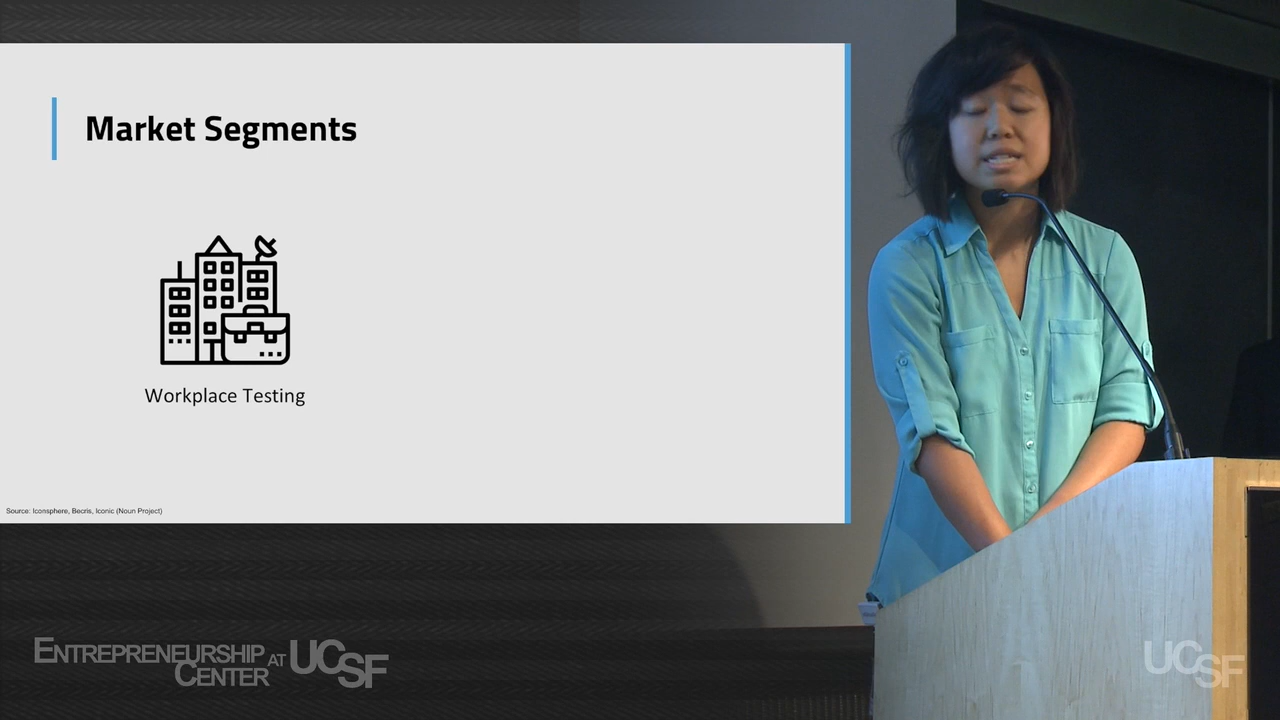 Market Segments
Workplace Testing
Source: Iconsphere, Becris, Iconic (Noun Project)
ENTREPRENEURSHIP AT UCSF
CENTER
UCSF